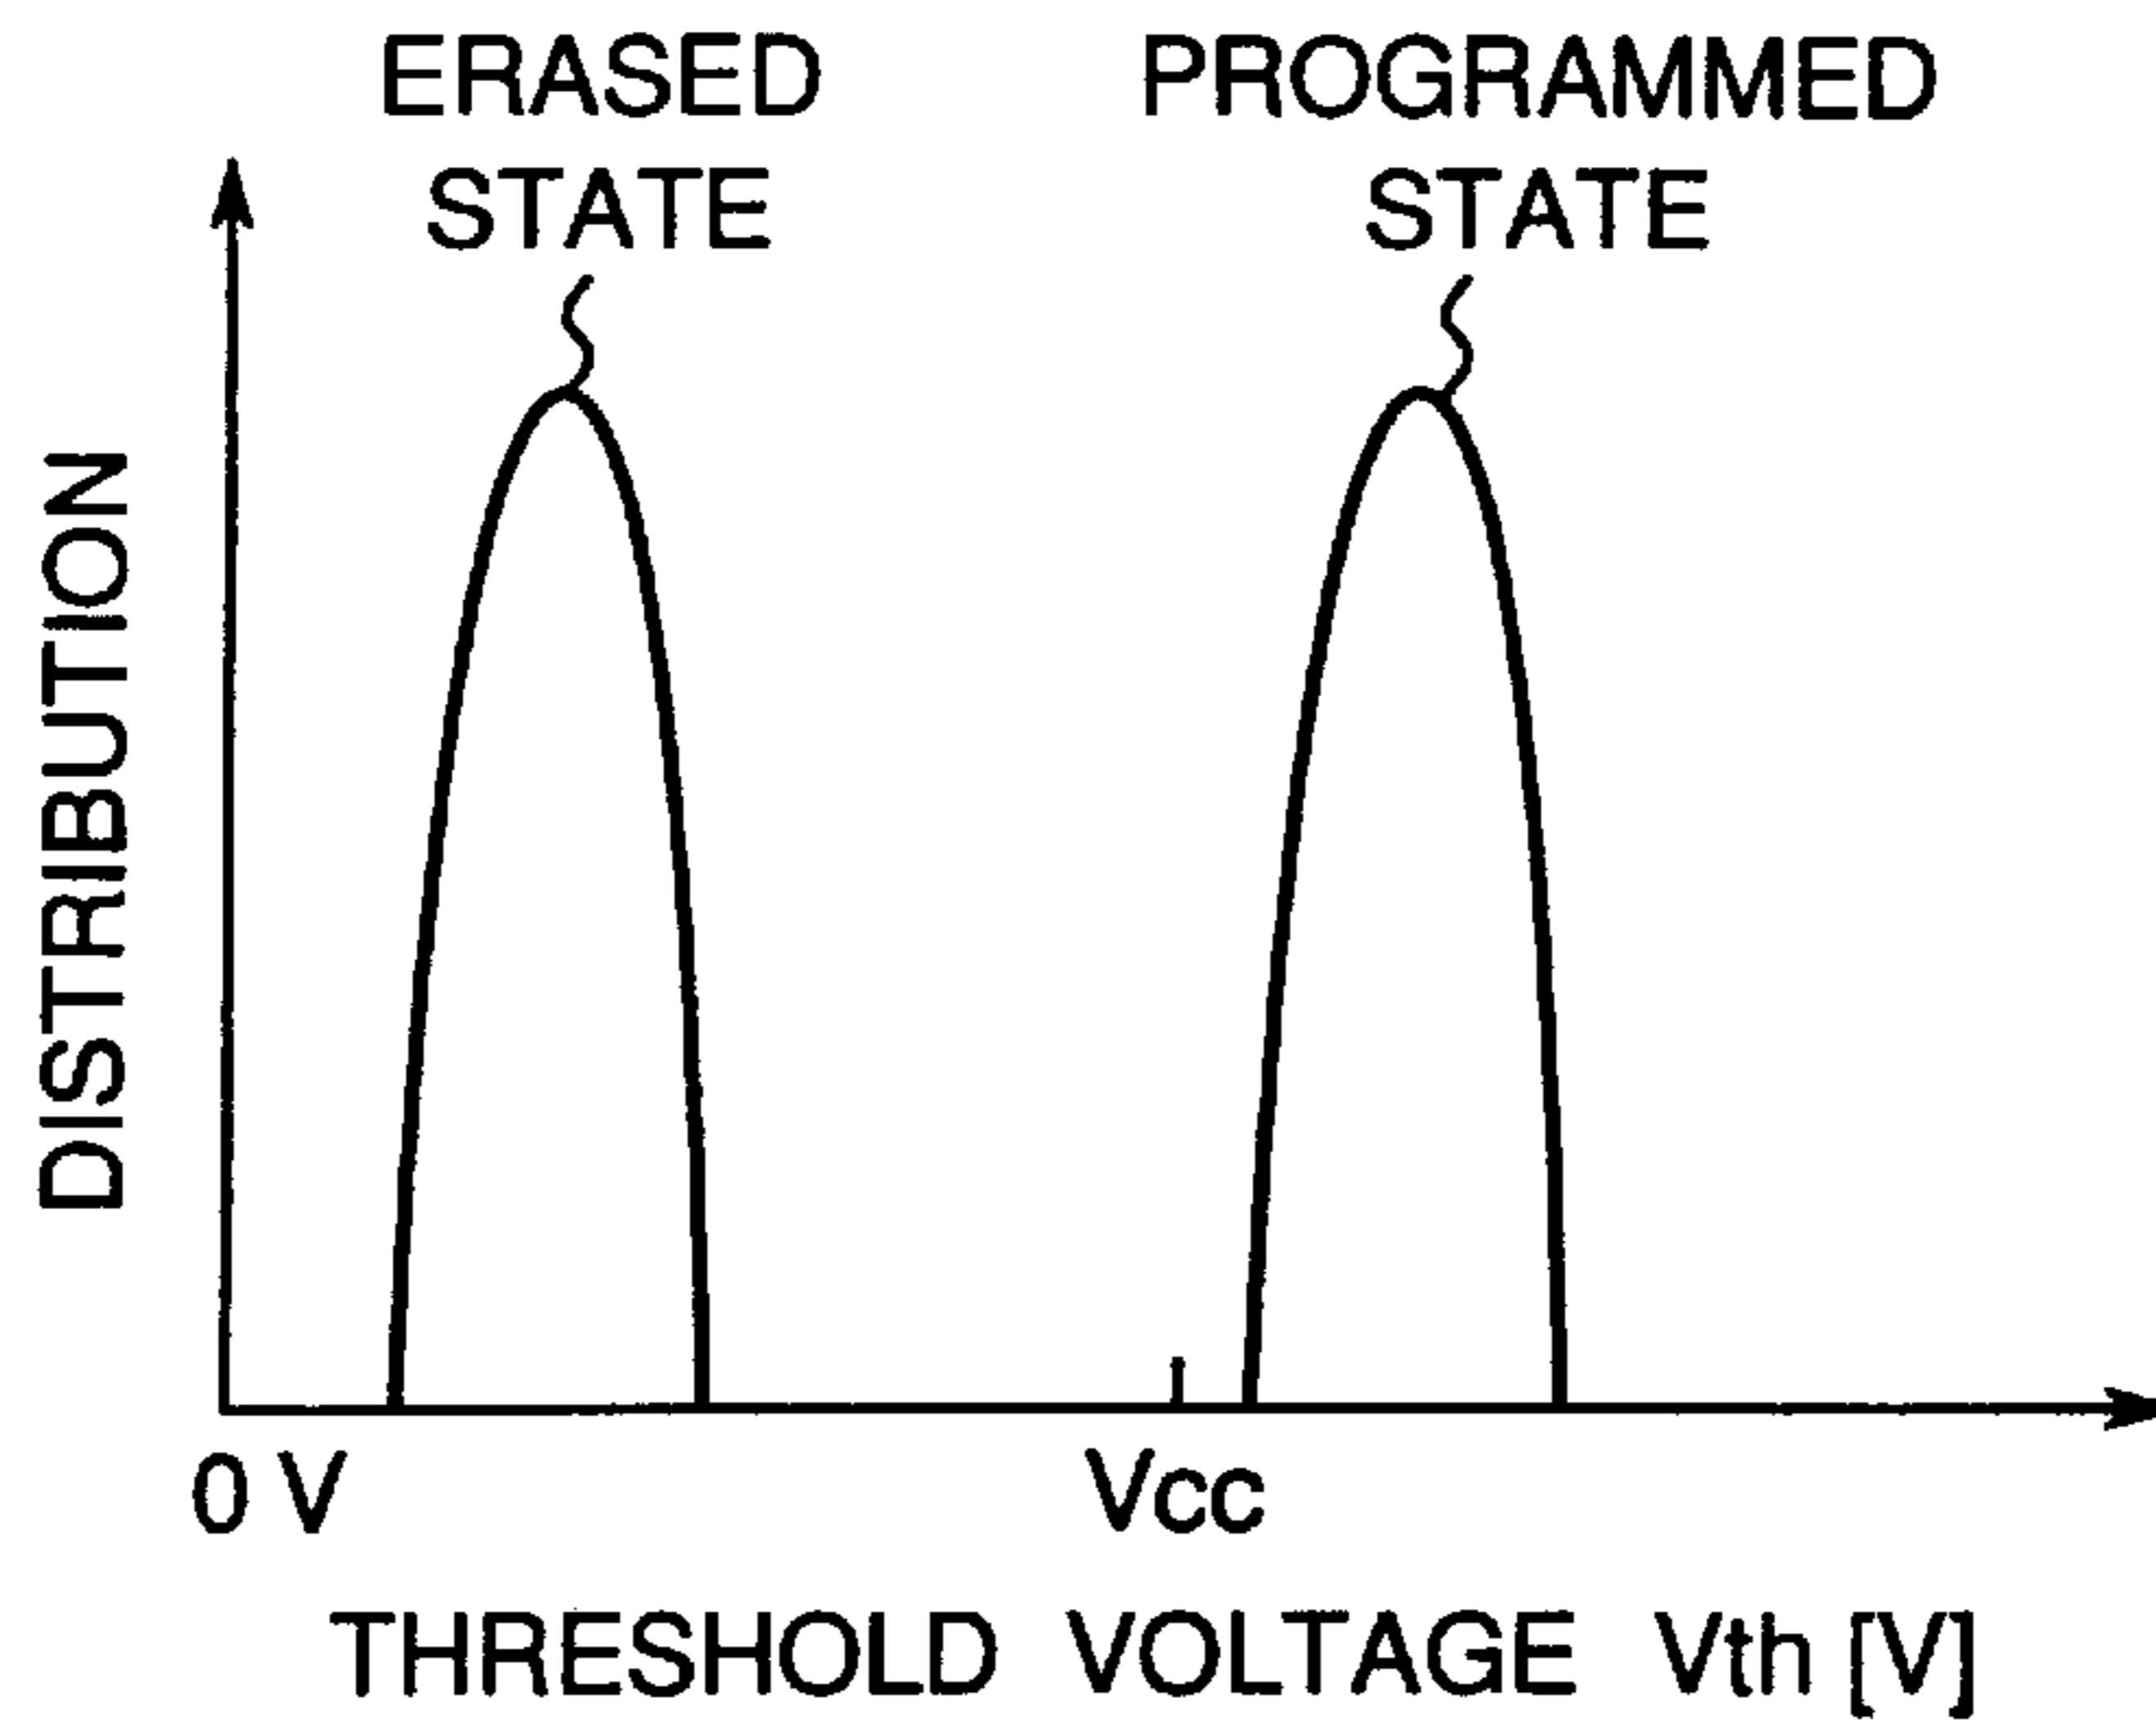 ERASED
STATE
PROGRAMMED
STATE
DISTRIBUTION
0 V
Vcc
THRESHOLD VOLTAGE Vth [V]